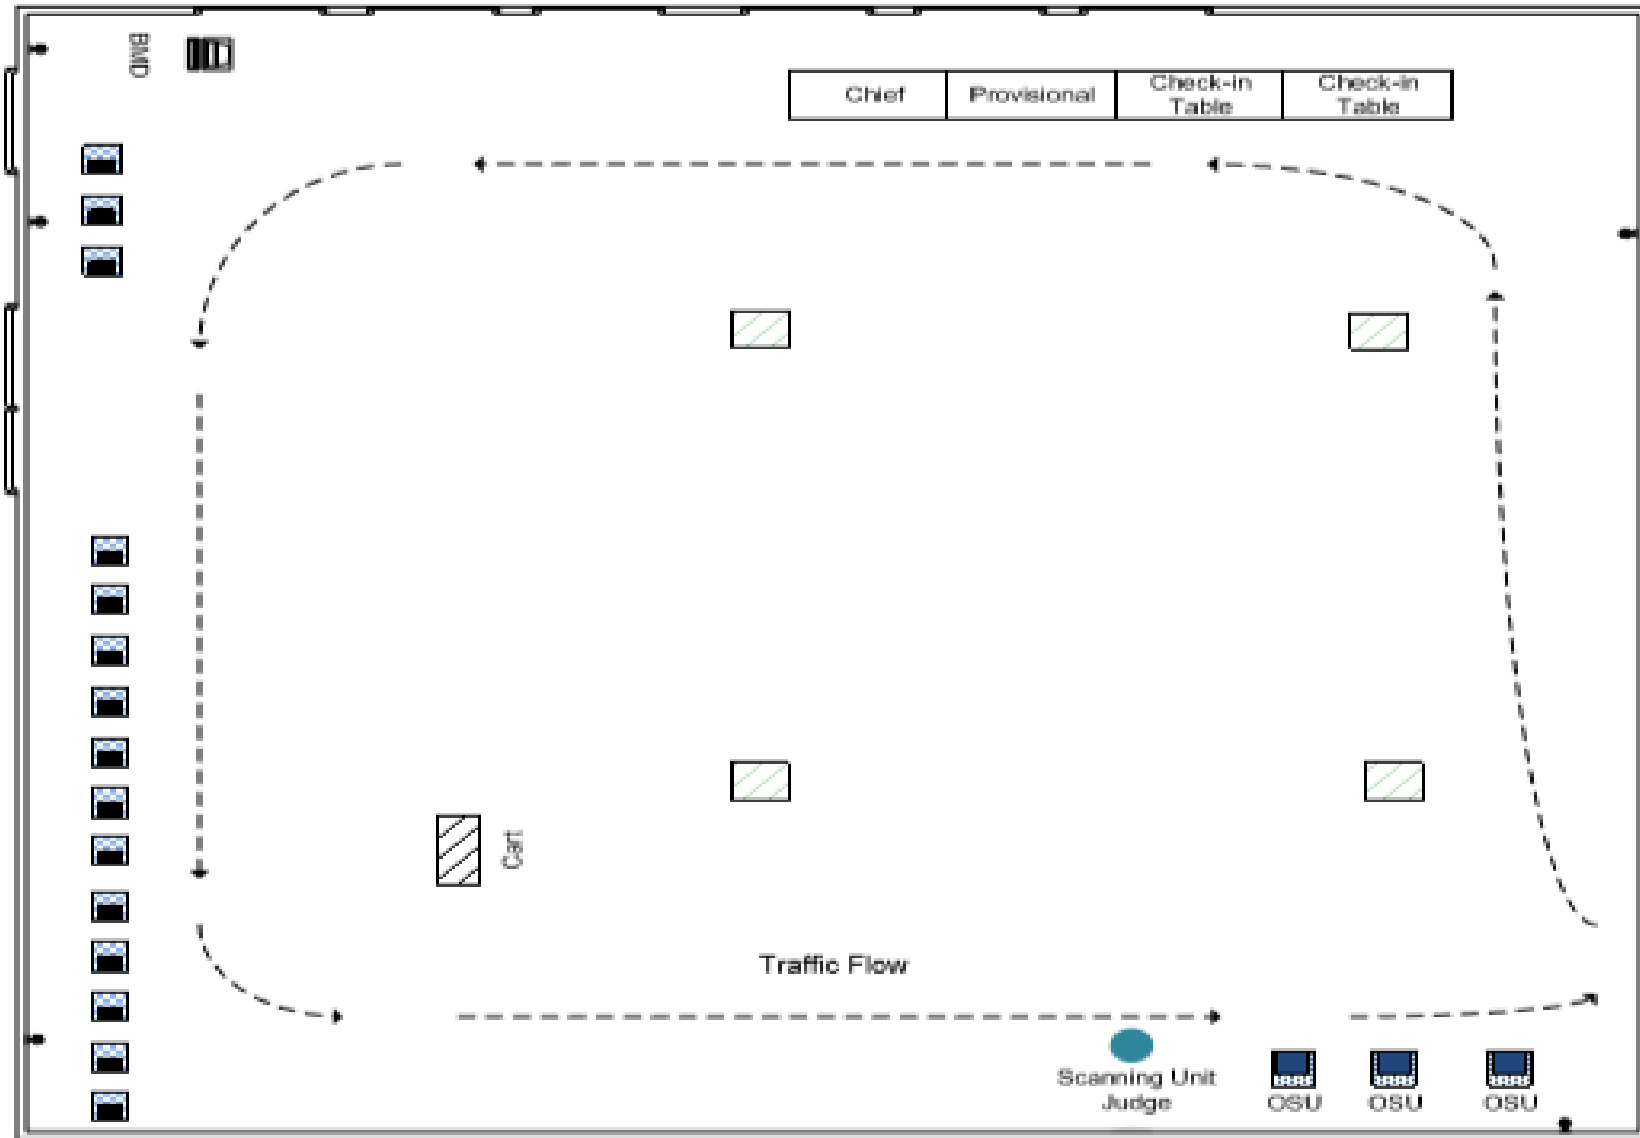 BMD
Chief
Provisional
Check-in
Table
Check-in
Table
Cart
Traffic Flow
Scanning Unit
Judge
OSU
OSU
OSU